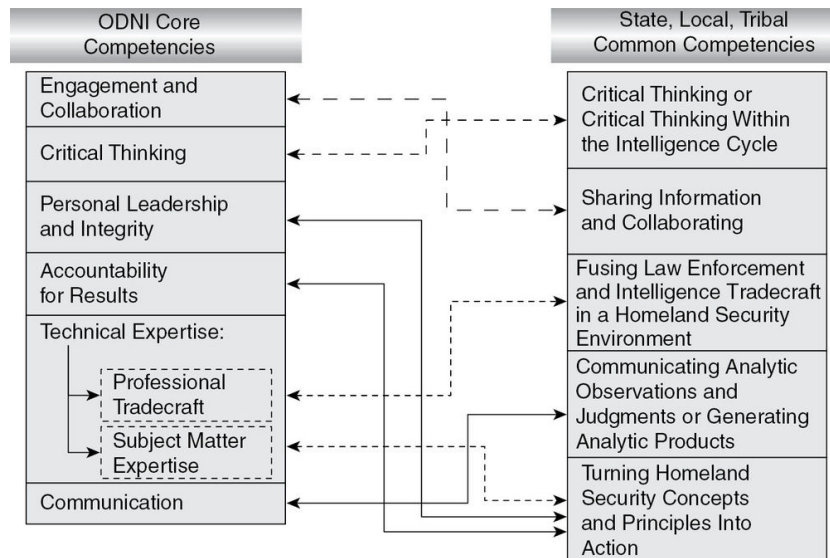 ODNI Core
Competencies
Engagement and
Collaboration
Critical Thinking
Personal Leadership
and Integrity
Accountability
for Results
Technical Expertise:
Professional
Tradecraft
Subject Matter
Expertise
Communication
State, Local, Tribal
Common Competencies
Critical Thinking or
Critical Thinking Within
the Intelligence Cycle
Sharing Information
and Collaborating
Fusing Law Enforcement
and Intelligence Tradecraft
in a Homeland Security
Environment
Communicating Analytic
Observations and
Judgments or Generating
Analytic Products
Turning Homeland
Security Concepts
and Principles Into
Action